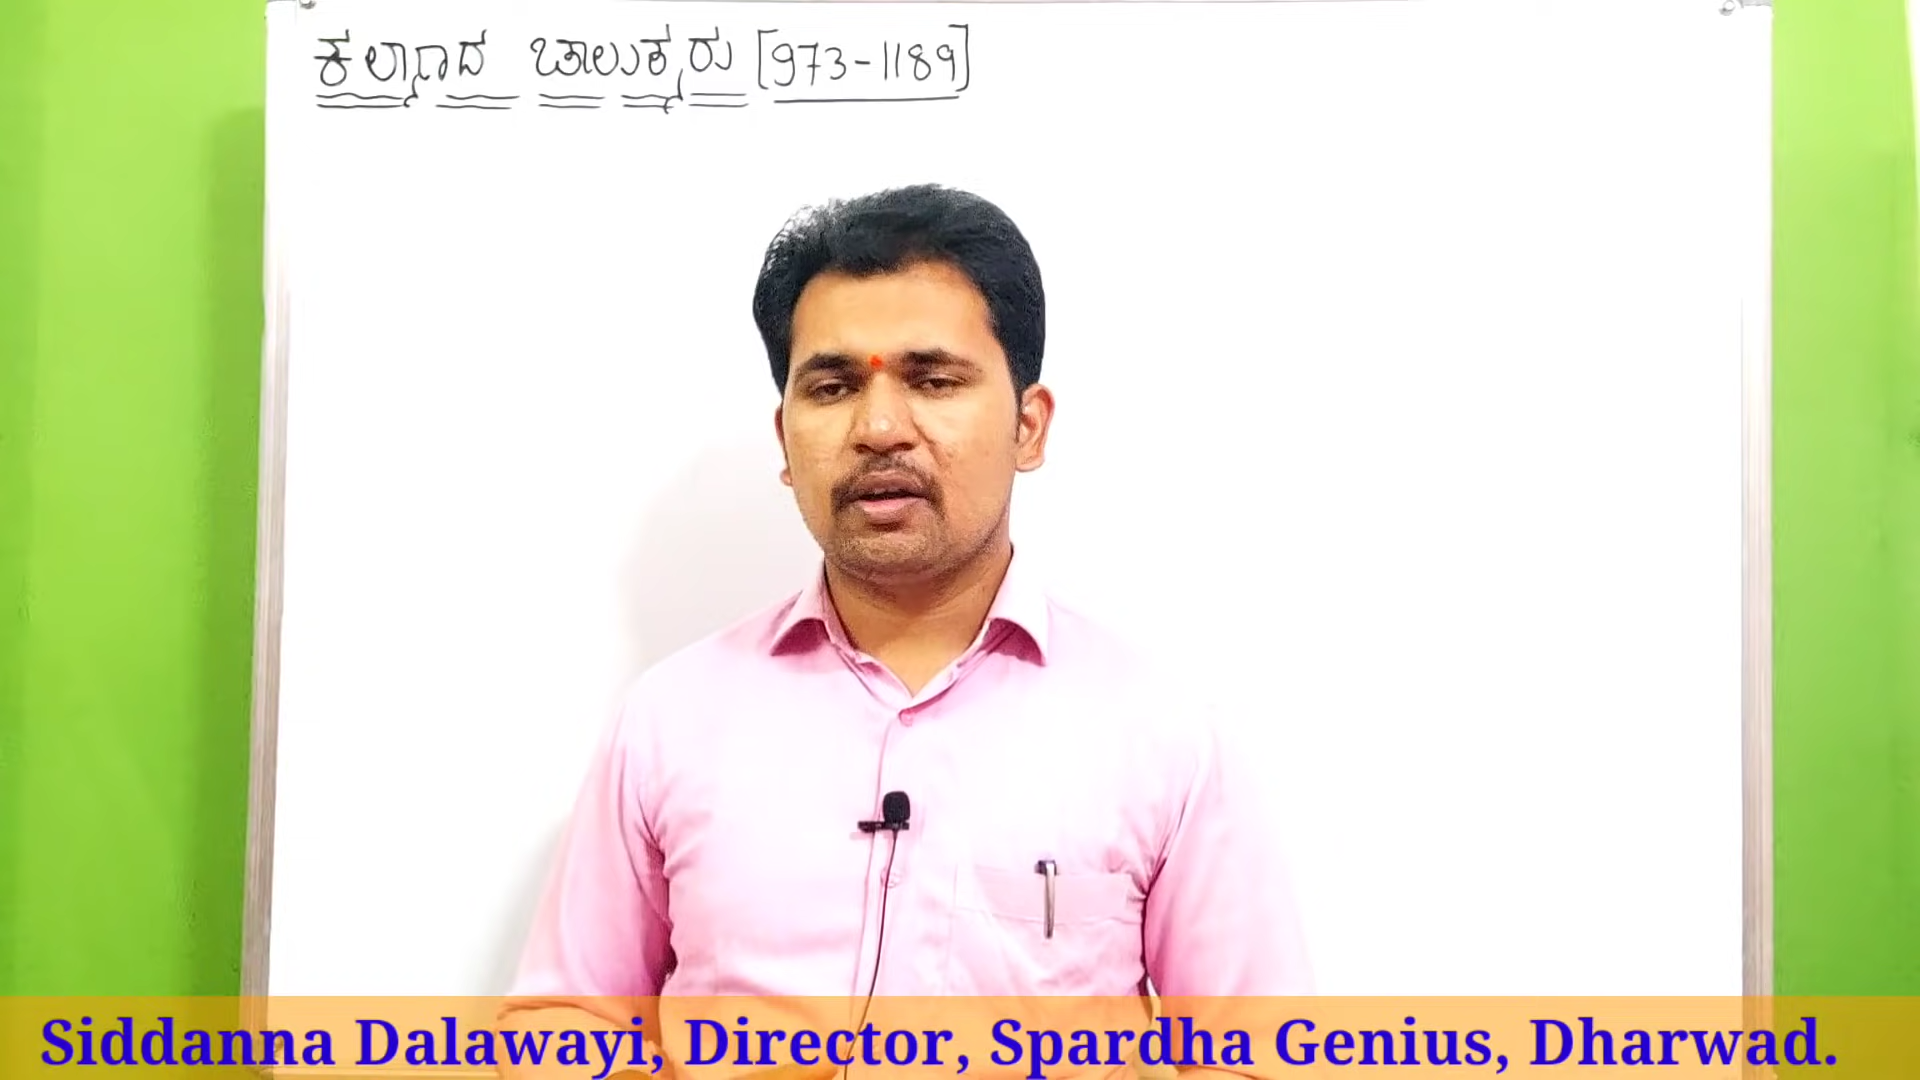 ಕಲ್ಯಾಣದ ಚಾಲುಕ್ಯರು [973-1189]
Siddanna Dalawayi, Director, Spardha Genius, Dharwad.